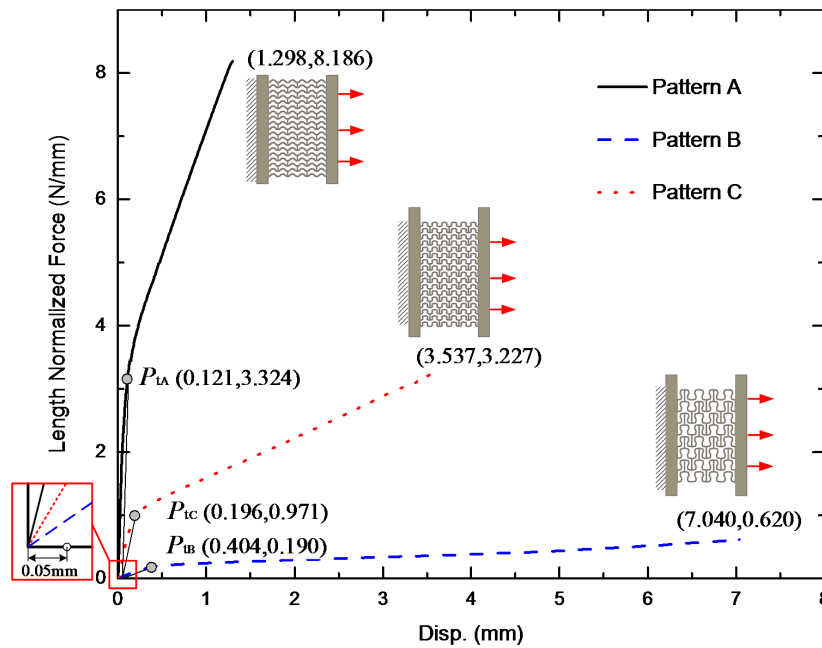 (1.298,8.186)
Pattern A
Pattern B
Pattern C
(3.537,3.227)
PtA (0.121,3.324)
PtC (0.196,0.971)
PtB (0.404,0.190)
(7.040,0.620)
0.05mm
8
6
4
2
0
0 1 2 3 4 5 6 7 8
Length Normalized Force (N/mm)
Disp. (mm)